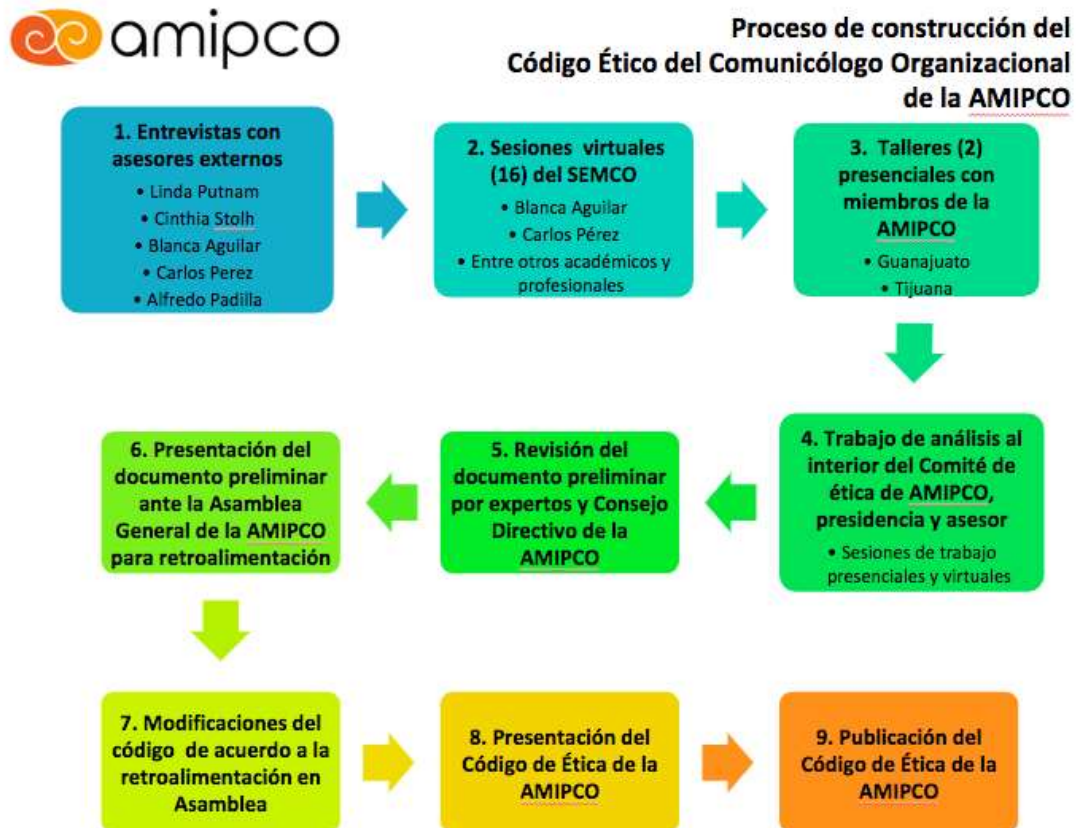 amipco
Proceso de construcción del
Código Ético del Comunicólogo Organizacional
de la AMIPCO
1. Entrevistas con
asesores externos
• Linda Putnam
• Cinthia Stolh
• Blanca Aguilar
• Carlos Perez
• Alfredo Padilla
2. Sesiones virtuales
(16) del SEMCO
• Blanca Aguilar
• Carlos Pérez
• Entre otros académicos y
profesionales
3. Talleres (2)
presenciales con
miembros de la
AMIPCO
• Guanajuato
• Tijuana
4. Trabajo de análisis al
interior del Comité de
ética de AMIPCO,
presidencia y asesor
• Sesiones de trabajo
presenciales y virtuales
5. Revisión del
documento preliminar
por expertos y Consejo
Directivo de la
AMIPCO
6. Presentación del
documento preliminar
ante la Asamblea
General de la AMIPCO
para retroalimentación
7. Modificaciones del
código de acuerdo a la
retroalimentación en
Asamblea
8. Presentación del
Código de Ética de la
AMIPCO
9. Publicación del
Código de Ética de la
AMIPCO